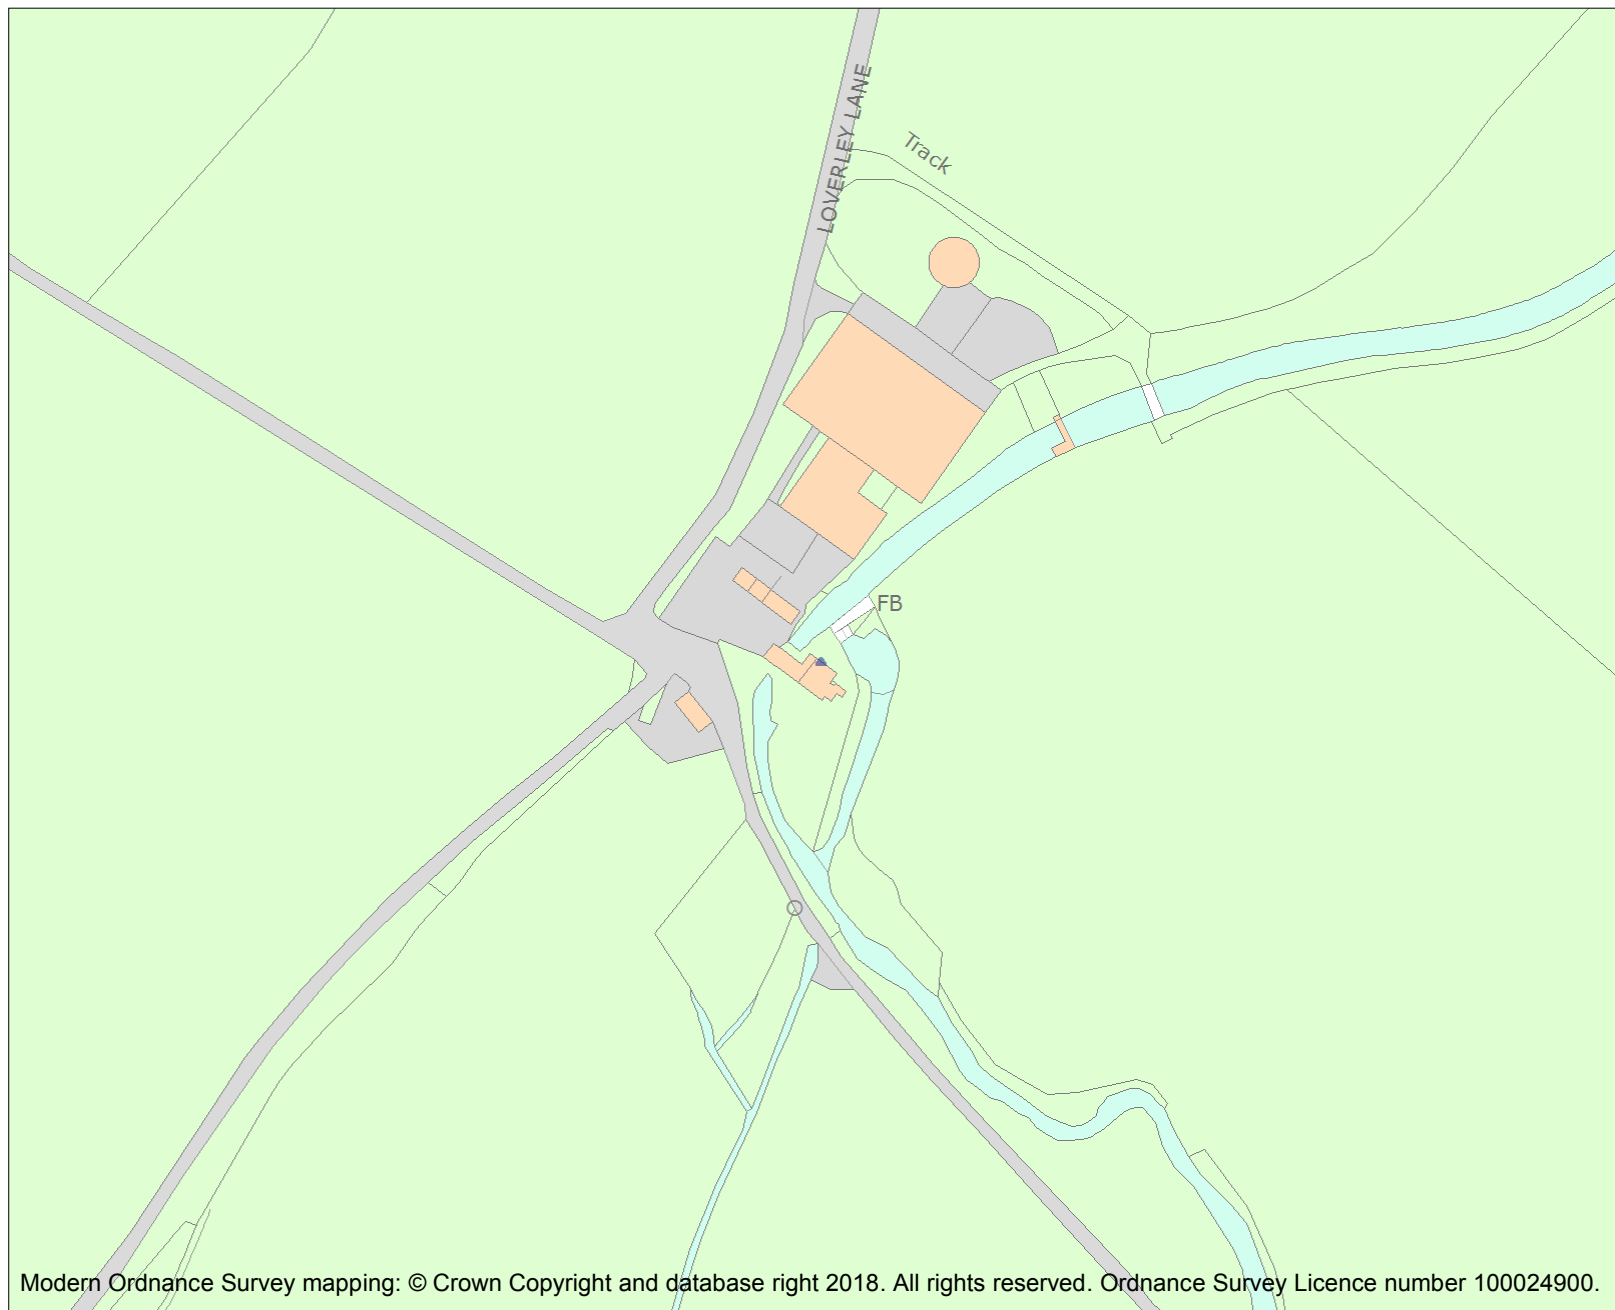 LOVERLEY LANE
Track
FB
Modern Ordnance Survey mapping: © Crown Copyright and database right 2018. All rights reserved. Ordnance Survey Licence number 100024900.